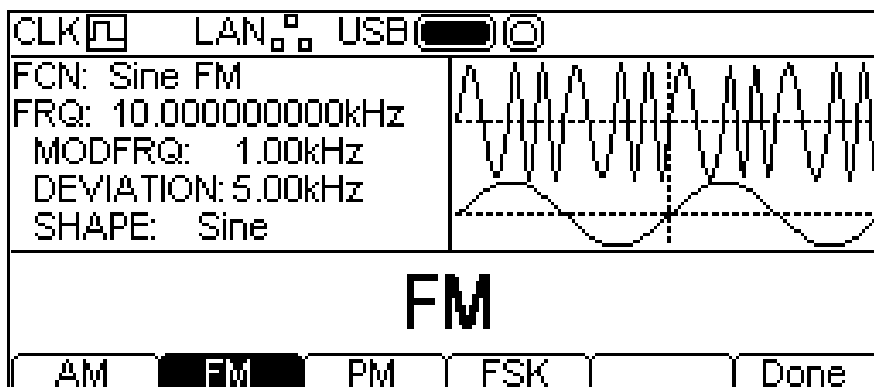 CLK LAN USB
FCN: Sine FM
FRQ: 10.000000000kHz
MODFRQ: 1.00kHz
DEVIATION: 5.00kHz
SHAPE: Sine
FM
AM FM PM FSK Done